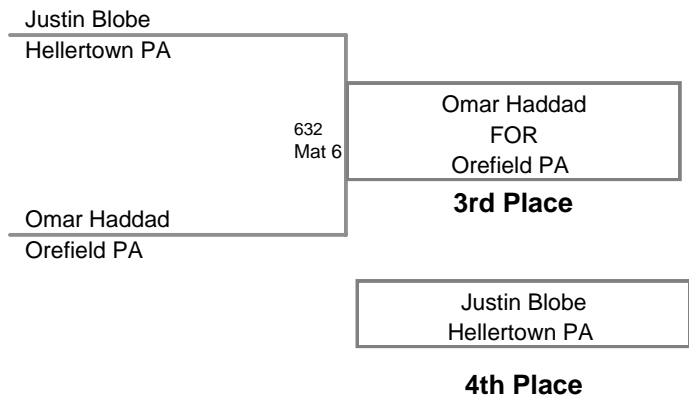 Justin Blobe
Hellertown PA
632
Mat 6
Omar Haddad
FOR
Orefield PA
3rd Place
Omar Haddad
Orefield PA
Justin Blobe
Hellertown PA
4th Place